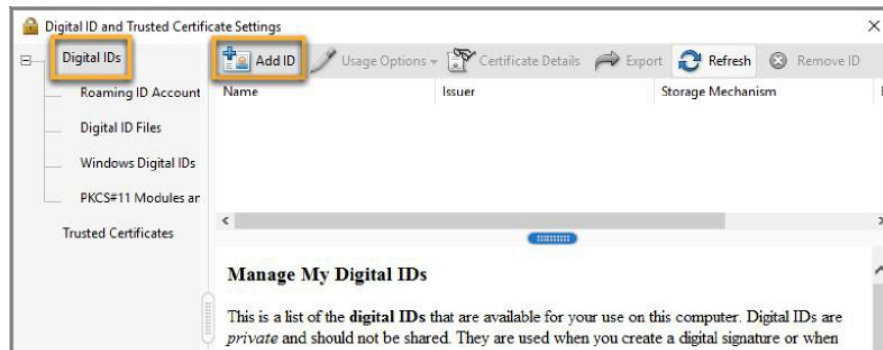 Digital ID and Trusted Certificate Settings
Digital IDs
Add ID Usage Options Certificate Details Export Refresh Remove ID
Roaming ID Account
Name Issuer Storage Mechanism
Digital ID Files
Windows Digital IDs
PKCS#11 Modules an
Trusted Certificates
Manage My Digital IDs
This is a list of the digital IDs that are available for your use on this computer. Digital IDs are
private and should not be shared. They are used when you create a digital signature or when